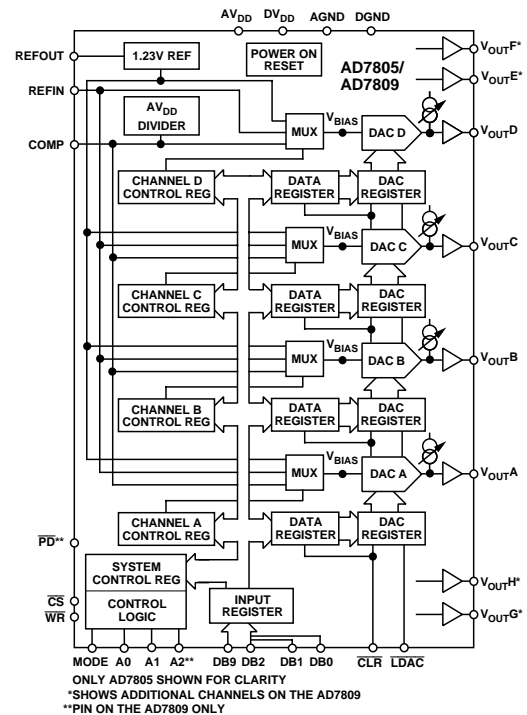 AVDD DVDD AGND DGND
REFOUT
1.23V REF
POWER ON
RESET
AD7805/
AD7809
VOUTF*
VOUTE*
REFIN
AVDD
DIVIDER
COMP
MUX
VBIAS
DAC D
VOUTD
CHANNEL D
CONTROL REG
DATA
REGISTER
DAC
REGISTER
MUX
VBIAS
DAC C
VOUTC
CHANNEL C
CONTROL REG
DATA
REGISTER
DAC
REGISTER
MUX
VBIAS
DAC B
VOUTB
CHANNEL B
CONTROL REG
DATA
REGISTER
DAC
REGISTER
MUX
VBIAS
DAC A
VOUTA
CHANNEL A
CONTROL REG
DATA
REGISTER
DAC
REGISTER
PD**
SYSTEM
CONTROL REG
CONTROL
LOGIC
INPUT
REGISTER
VOUTH*
VOUTG*
CS
WR
MODE A0 A1 A2** DB9 DB2 DB1 DB0 CLR LDAC
ONLY AD7805 SHOWN FOR CLARITY
*SHOWS ADDITIONAL CHANNELS ON THE AD7809
**PIN ON THE AD7809 ONLY